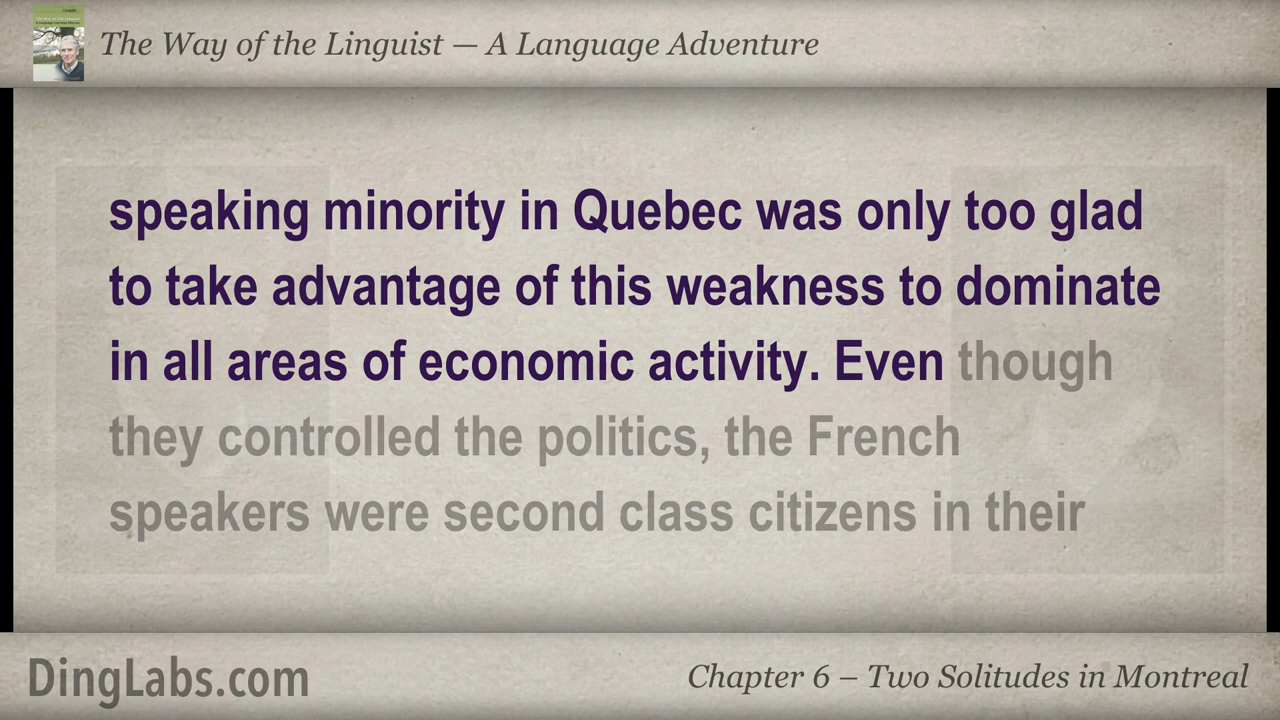 The Way of the Linguist — A Language Adventure
speaking minority in Quebec was only too glad
to take advantage of this weakness to dominate
in all areas of economic activity. Even though
they controlled the politics, the French
speakers were second class citizens in their
DingLabs.com
Chapter 6 – Two Solitudes in Montreal